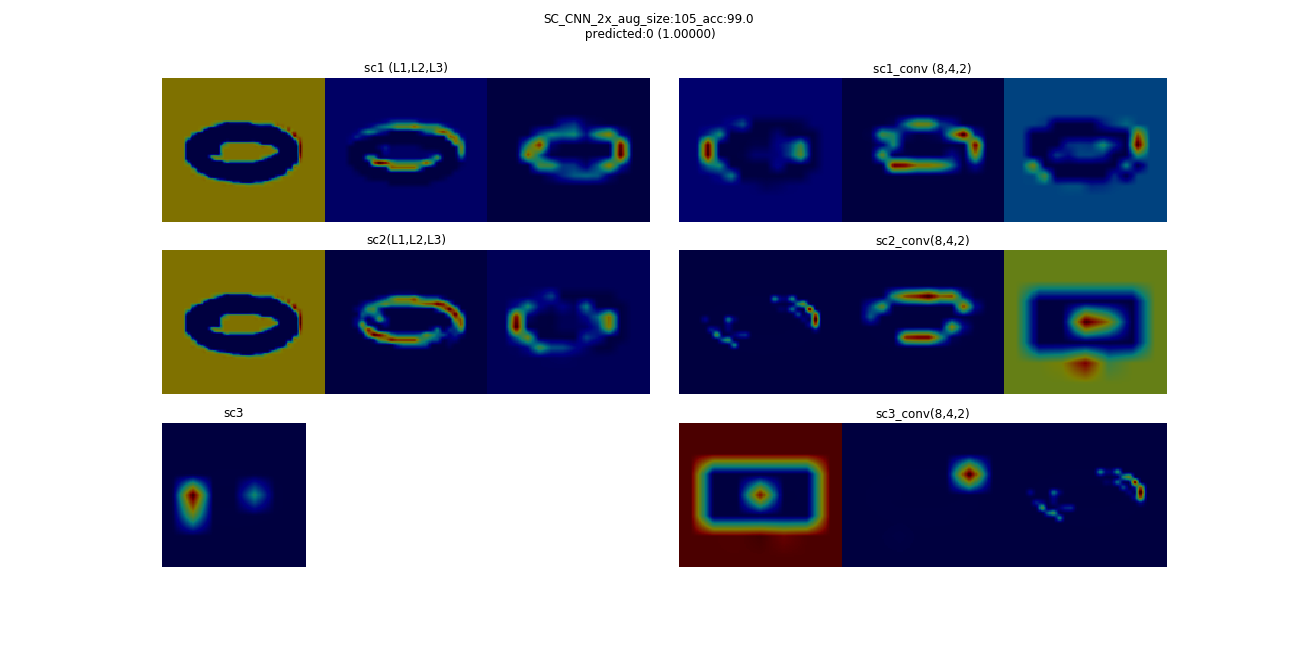 SC_CNN_2x_aug_size:105_acc:99.0
predicted:0 (1.00000)
sc1 (L1,L2,L3)
sc1_conv (8,4,2)
sc2(L1,L2,L3)
sc2_conv(8,4,2)
sc3
sc3_conv(8,4,2)